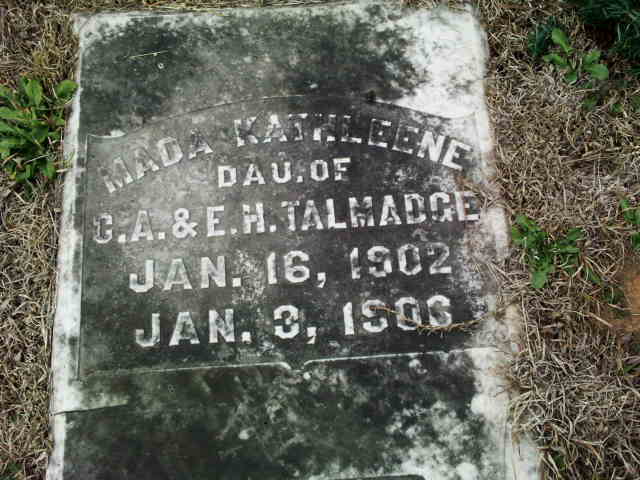 MADA KATHLEENE
DAU. OF
C. A. & E. H. TALMADGE
JAN. 16, 1902
JAN. 3, 1906